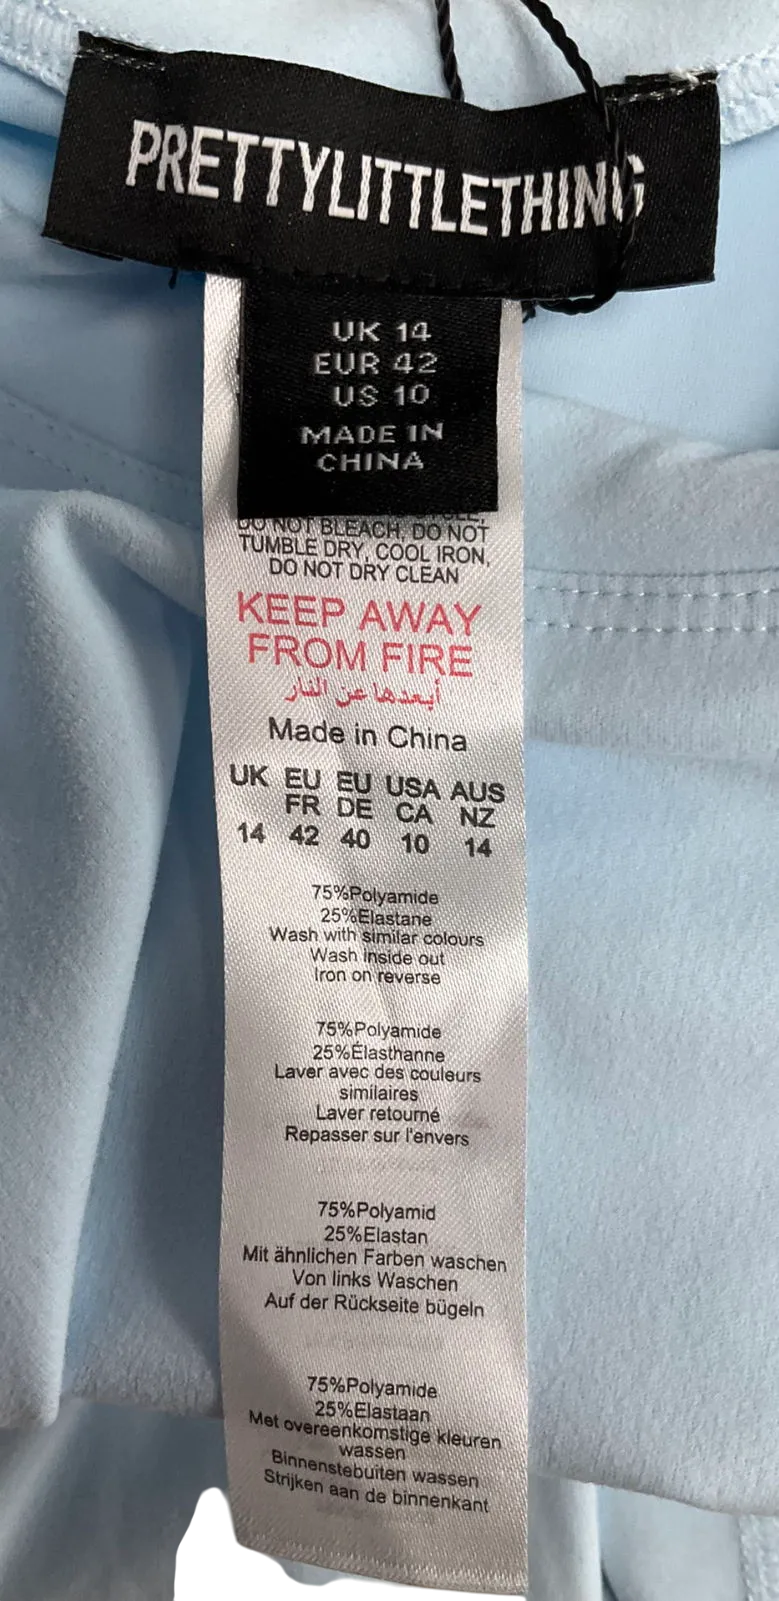 PRETTYLITTLETHING
UK 14
EUR 42
US 10
MADE IN
CHINA
DO NOT BLEACH, DO NOT
TUMBLE DRY, COOL IRON,
DO NOT DRY CLEAN
KEEP AWAY
FROM FIRE
أبعدها عن النار
Made in China
UK EU EU USA AUS
FR DE CA NZ
14 42 40 10 14
75%Polyamide
25%Elastane
Wash with similar colours
Wash inside out
Iron on reverse
75%Polyamide
25%Élasthanne
Laver avec des couleurs
similaires
Laver retourné
Repasser sur l'envers
75%Polyamid
25%Elastan
Mit ähnlichen Farben waschen
Von links Waschen
Auf der Rückseite bügeln
75%Polyamide
25%Elastaan
Met overeenkomstige kleuren
wassen
Binnenstebuiten wassen
Strijken aan de binnenkant